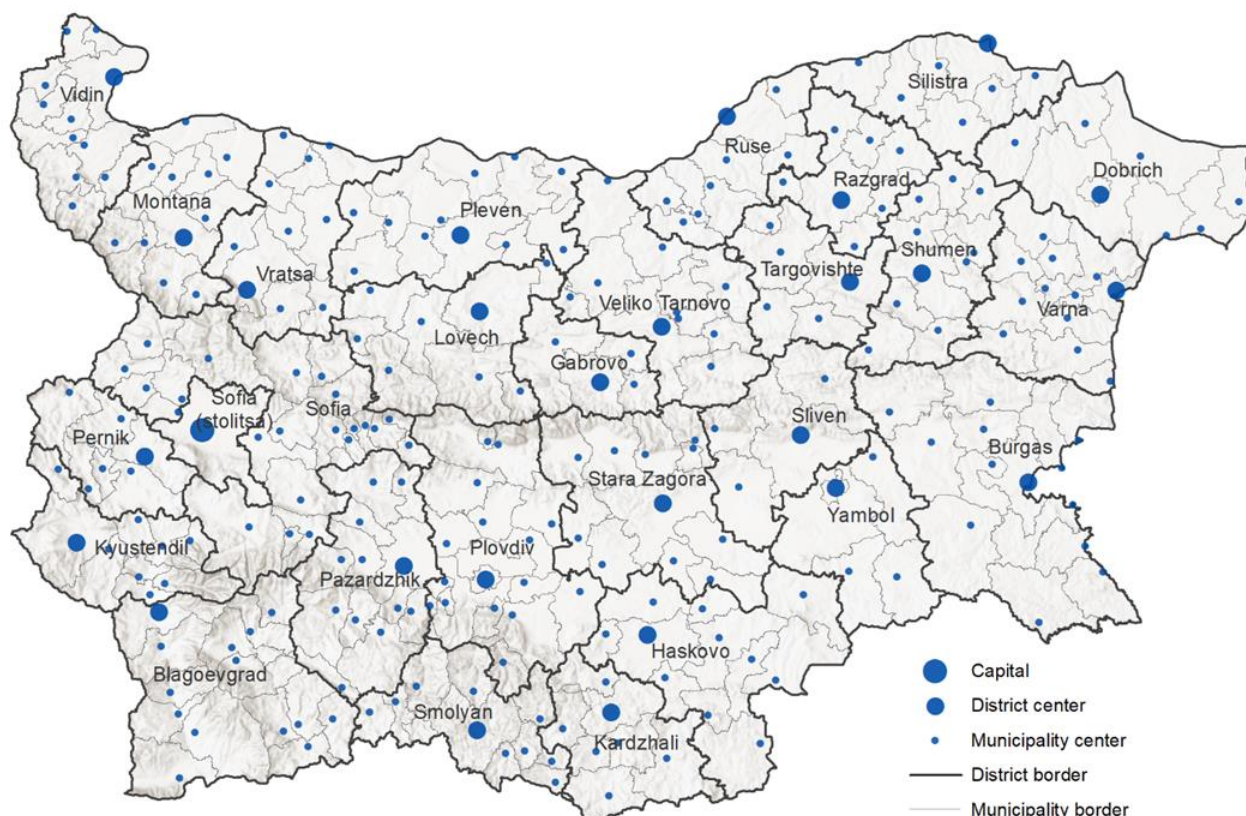 Silistra
Vidin
Ruse
Dobrich
Razgrad
Montana
Pleven
Shumen
Targovishte
Vratsa
Veliko Tarnovo
Varna
Lovech
Gabrovo
Sofia
(stolitsa)
Sofia
Sliven
Pernik
Burgas
Stara Zagora
Yambol
Kyustendil
Plovdiv
Pazardzhik
Haskovo
Blagoevgrad
Smolyan
Kardzhali
Capital
District center
Municipality center
District border
Municipality border